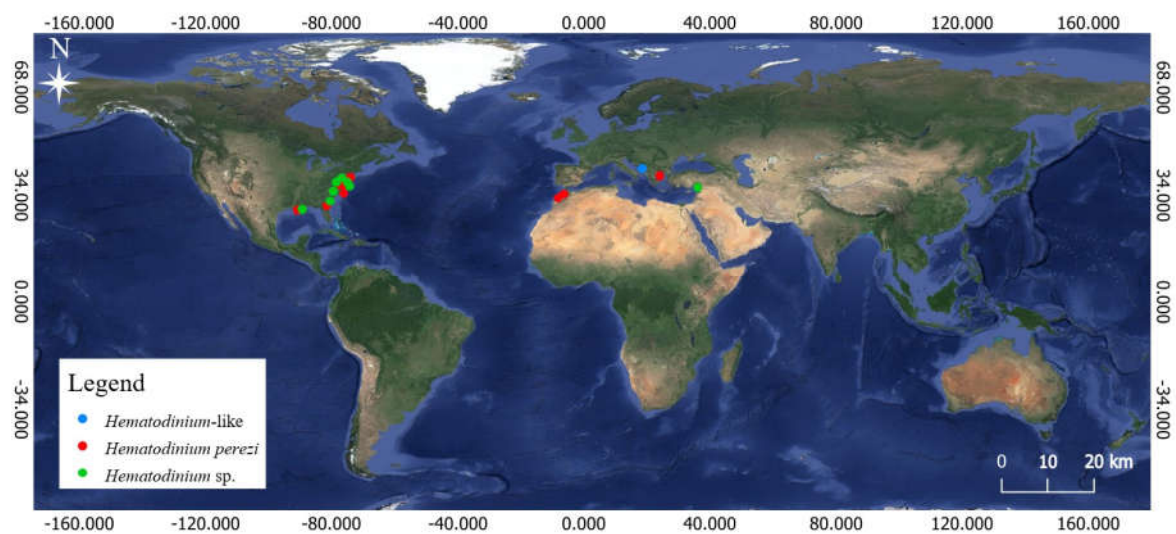 -160.000 -120.000 -80.000 -40.000 0.000 40.000 80.000 120.000 160.000
N
68.000 68.000
34.000 34.000
0.000 0.000
-34.000 -34.000
Legend
Hematodinium-like
Hematodinium perezi
Hematodinium sp.
0 10 20 km
-160.000 -120.000 -80.000 -40.000 0.000 40.000 80.000 120.000 160.000